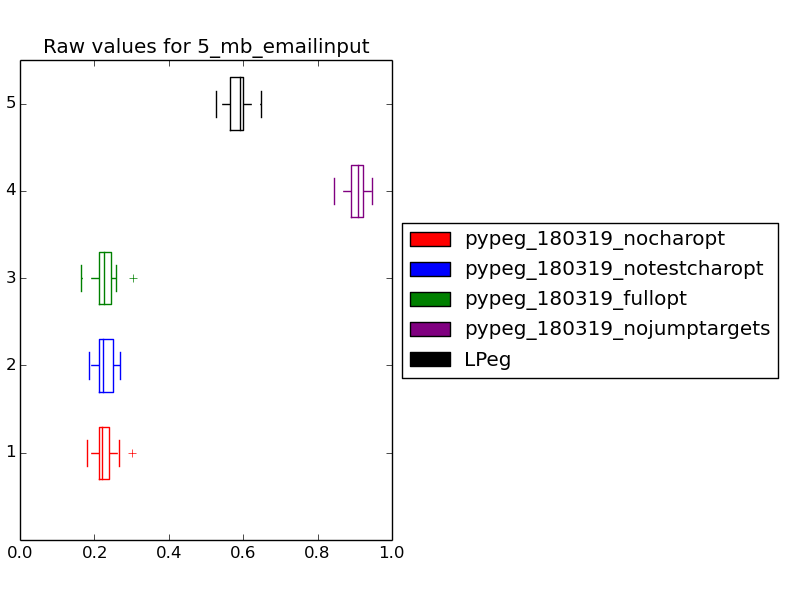 Raw values for 5_mb_emailinput
5
4
3
2
1
0.0 0.2 0.4 0.6 0.8 1.0
pypeg_180319_nocharopt
pypeg_180319_notestcharopt
pypeg_180319_fullopt
pypeg_180319_nojumptargets
LPeg